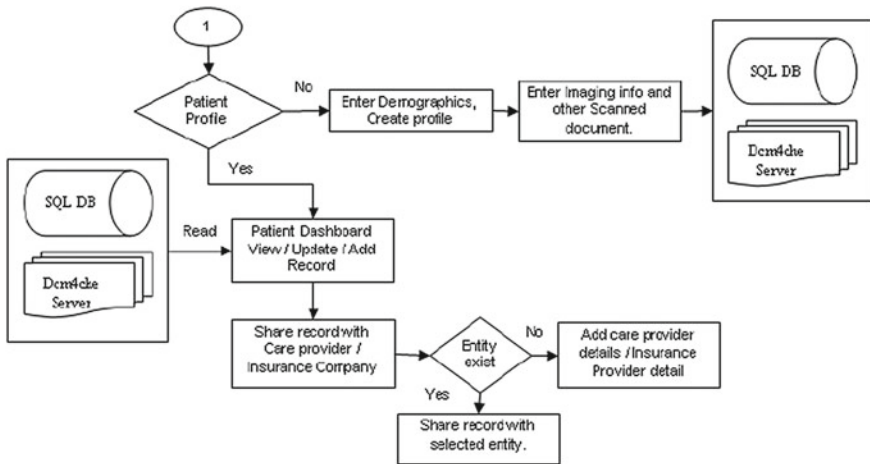 1
Patient
Profile
No
Enter Demographics,
Create profile
Enter Imaging info and
other Scanned
document.
SQL DB
Dcm4che
Server
Yes
SQL DB
Dcm4che
Server
Read
Patient Dashboard
View / Update / Add
Record
Share record with
Care provider /
Insurance Company
Entity
exist
No
Add care provider
details / Insurance
Provider detail
Yes
Share record with
selected entity.